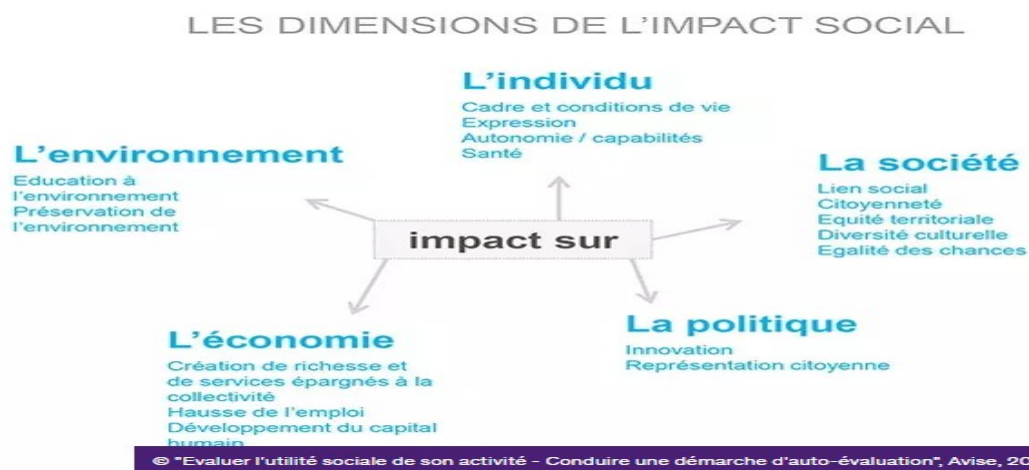 LES DIMENSIONS DE L'IMPACT SOCIAL
L'individu
Cadre et conditions de vie
Expression
Autonomie / capabilités
Santé
L'environnement
Education à
l'environnement
Préservation de
l'environnement
La société
Lien social
Citoyenneté
Equité territoriale
Diversité culturelle
Egalité des chances
impact sur
L'économie
Création de richesse et
de services épargnés à la
collectivité
Hausse de l'emploi
Développement du capital
humain
La politique
Innovation
Représentation citoyenne
© "Evaluer l'utilité sociale de son activité - Conduire une démarche d'auto-évaluation", Avise,